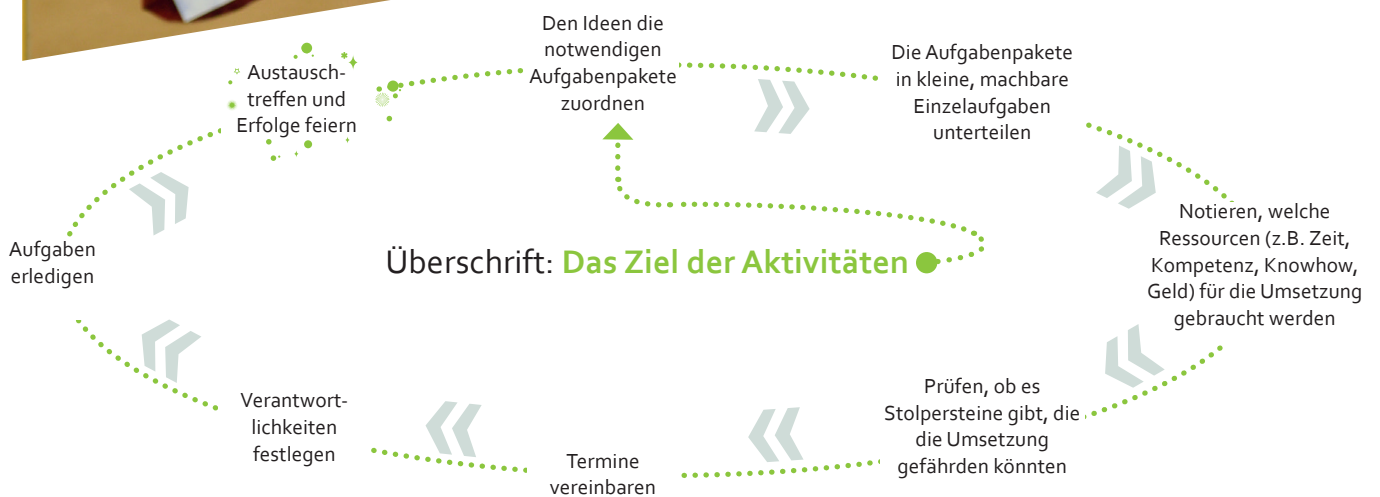 Den Ideen die
notwendigen
Aufgabenpakete
zuordnen
Die Aufgabenpakete
in kleine, machbare
Einzelaufgaben
unterteilen
Notieren, welche
Ressourcen (z.B. Zeit,
Kompetenz, Knowhow,
Geld) für die Umsetzung
gebraucht werden
Prüfen, ob es
Stolpersteine gibt, die
die Umsetzung
gefährden könnten
Termine
vereinbaren
Verantwort-
lichkeiten
festlegen
Aufgaben
erledigen
Austausch-
treffen und
Erfolge feiern
Überschrift: Das Ziel der Aktivitäten